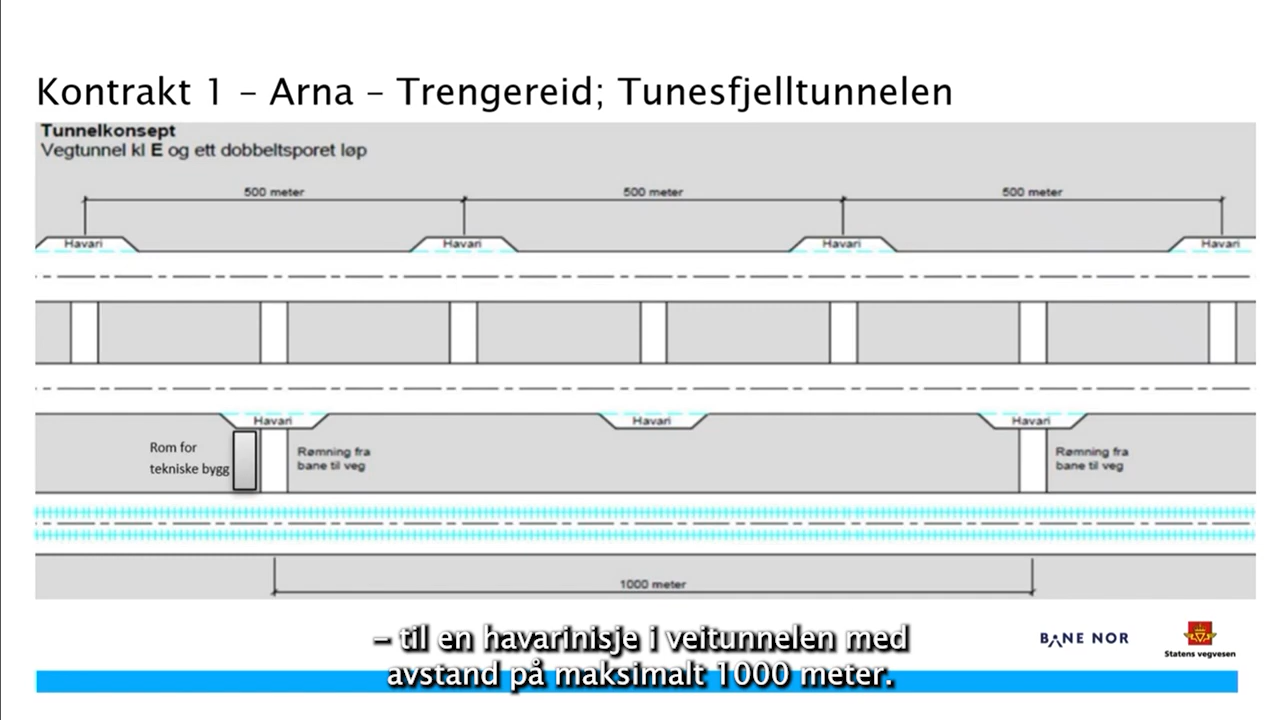 Kontrakt 1 – Arna – Trengereid; Tunesfjelltunnelen
Tunnelkonsept
Vegtunnel kl E og ett dobbeltsporet løp
500 meter
500 meter
500 meter
Havari
Havari
Havari
Havari
Havari
Havari
Havari
Rom for
tekniske bygg
Rømning fra
bane til veg
Rømning fra
bane til veg
1000 meter
– til en havarinisje i veitunnelen med
avstand på maksimalt 1000 meter.
BANE NOR
Statens vegvesen